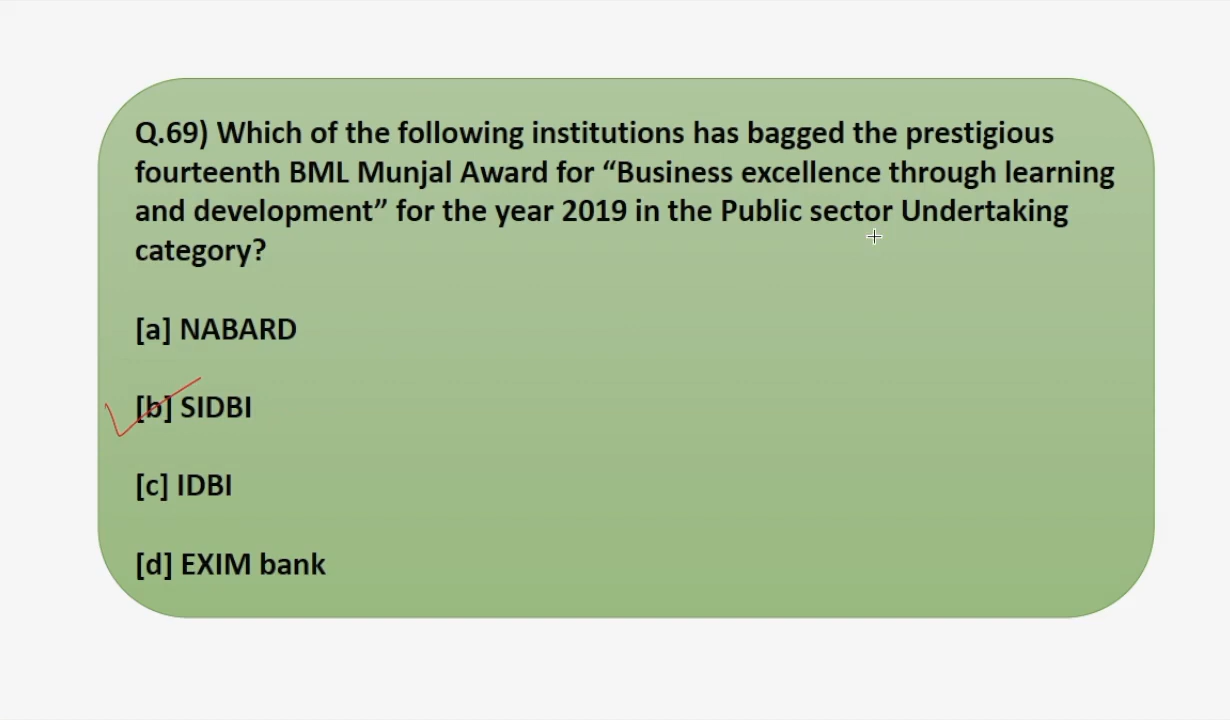 Q.69) Which of the following institutions has bagged the prestigious
fourteenth BML Munjal Award for “Business excellence through learning
and development” for the year 2019 in the Public sector Undertaking
category?
[a] NABARD
[b] SIDBI
[c] IDBI
[d] EXIM bank